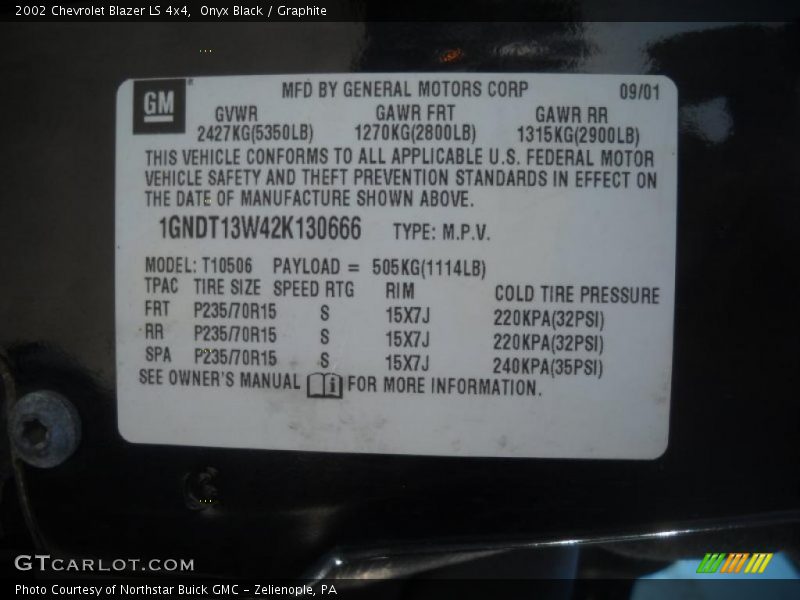 2002 Chevrolet Blazer LS 4x4,  Onyx Black / Graphite
GM
MFD BY GENERAL MOTORS CORP 09/01
GVWR GAWR FRT GAWR RR
2427KG(5350LB) 1270KG(2800LB) 1315KG(2900LB)
THIS VEHICLE CONFORMS TO ALL APPLICABLE U.S. FEDERAL MOTOR
VEHICLE SAFETY AND THEFT PREVENTION STANDARDS IN EFFECT ON
THE DATE OF MANUFACTURE SHOWN ABOVE.
1GNDT13W42K130666 TYPE: M.P.V.
MODEL: T10506 PAYLOAD = 505KG(1114LB)
TPAC TIRE SIZE SPEED RTG RIM COLD TIRE PRESSURE
FRT P235/70R15 S 15X7J 220KPA(32PSI)
RR P235/70R15 S 15X7J 220KPA(32PSI)
SPA P235/70R15 S 15X7J 240KPA(35PSI)
SEE OWNER'S MANUAL FOR MORE INFORMATION.
GTCARLOT.COM
Photo Courtesy of Northstar Buick GMC - Zelienople, PA